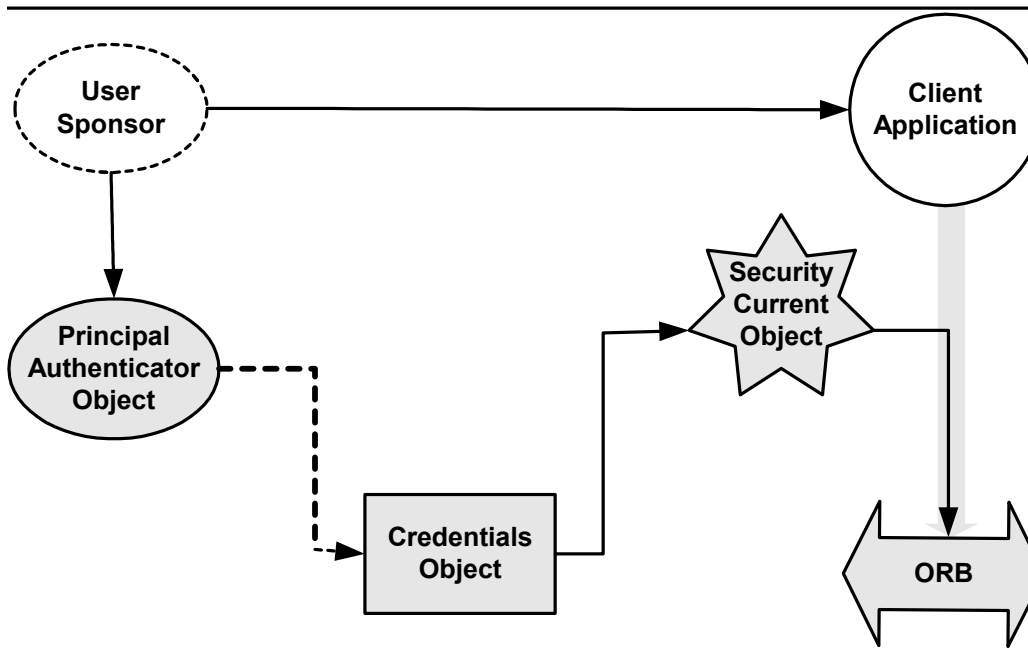 User
Sponsor
Client
Application
Security
Current
Object
Principal
Authenticator
Object
Credentials
Object
ORB